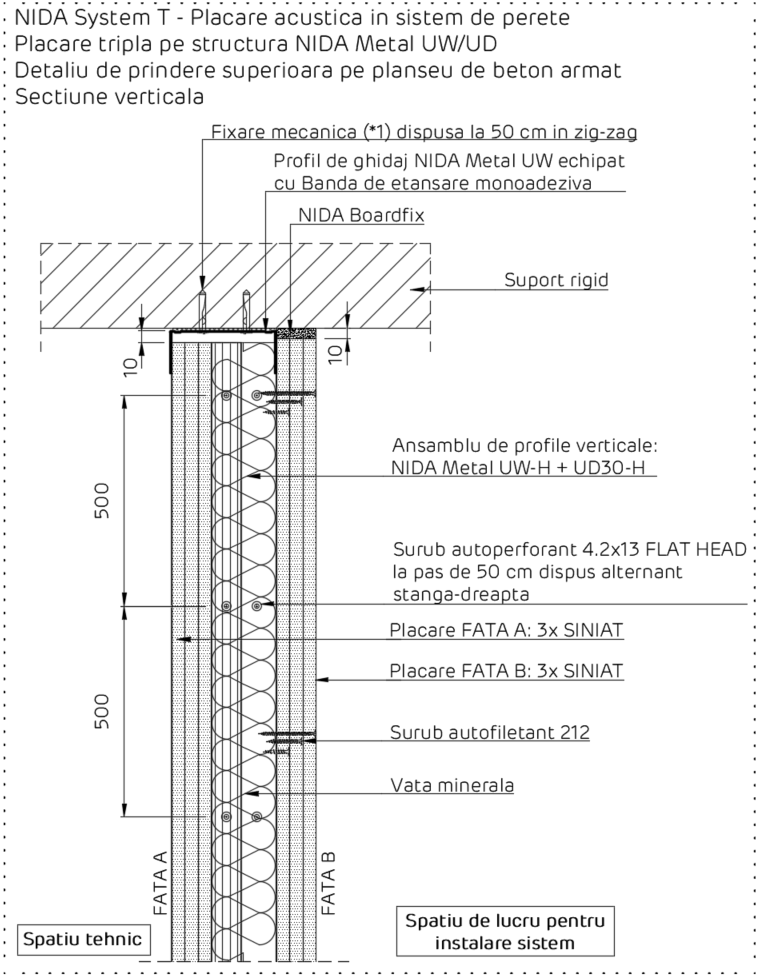 NIDA System T - Placare acustica in sistem de perete
Placare tripla pe structura NIDA Metal UW/UD
Detaliu de prindere superioara pe planseu de beton armat
Sectiune verticala
Fixare mecanica (*1) dispusa la 50 cm in zig-zag
Profil de ghidaj NIDA Metal UW echipat
cu Banda de etansare monoadeziva
NIDA Boardfix
Suport rigid
10
10
Ansamblu de profile verticale:
NIDA Metal UW-H + UD30-H
500
Surub autoperforant 4.2x13 FLAT HEAD
la pas de 50 cm dispus alternant
stanga-dreapta
Placare FATA A: 3x SINIAT
Placare FATA B: 3x SINIAT
500
Surub autofiletant 212
Vata minerala
FATA A
FATA B
Spatiu tehnic
Spatiu de lucru pentru
instalare sistem